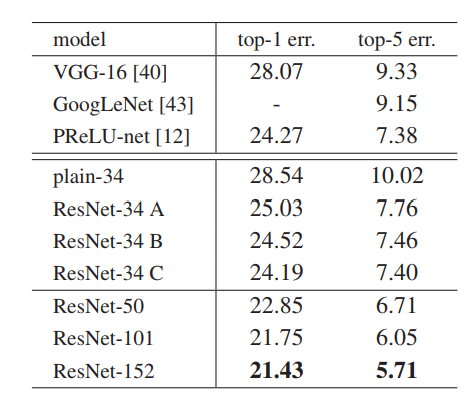 model top-1 err. top-5 err.
VGG-16 [40] 28.07 9.33
GoogLeNet [43] - 9.15
PReLU-net [12] 24.27 7.38
plain-34 28.54 10.02
ResNet-34 A 25.03 7.76
ResNet-34 B 24.52 7.46
ResNet-34 C 24.19 7.40
ResNet-50 22.85 6.71
ResNet-101 21.75 6.05
ResNet-152 21.43 5.71